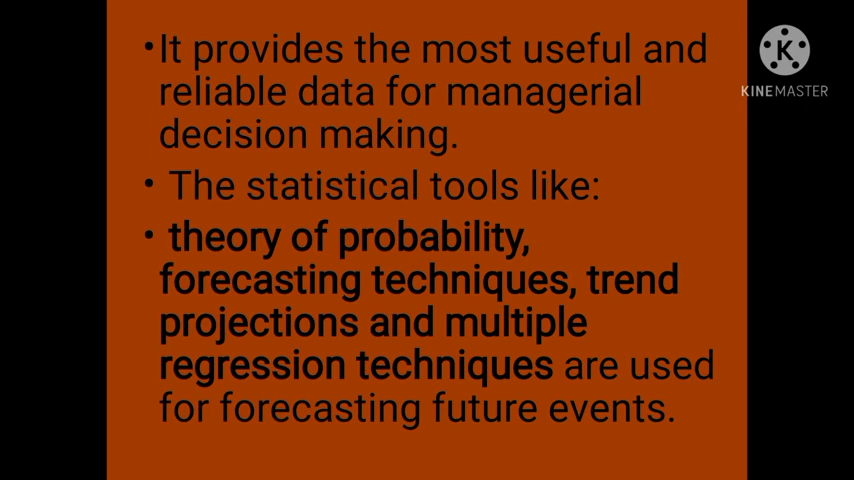 •It provides the most useful and
reliable data for managerial
decision making.
• The statistical tools like:
• theory of probability,
forecasting techniques, trend
projections and multiple
regression techniques are used
for forecasting future events.
K
KINEMASTER